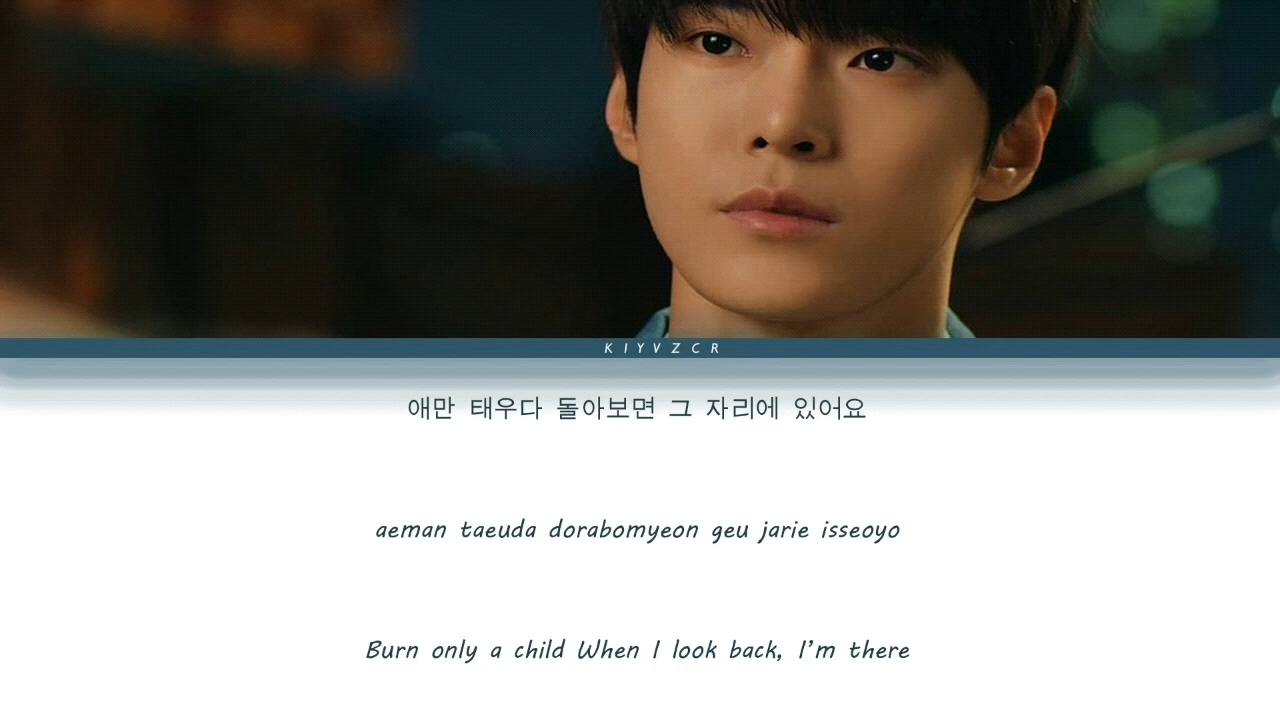 KIYVZCR
애만 태우다 돌아보면 그 자리에 있어요
aeman taeuda dorabomyeon geu jarie isseoyo
Burn only a child When I look back, I'm there